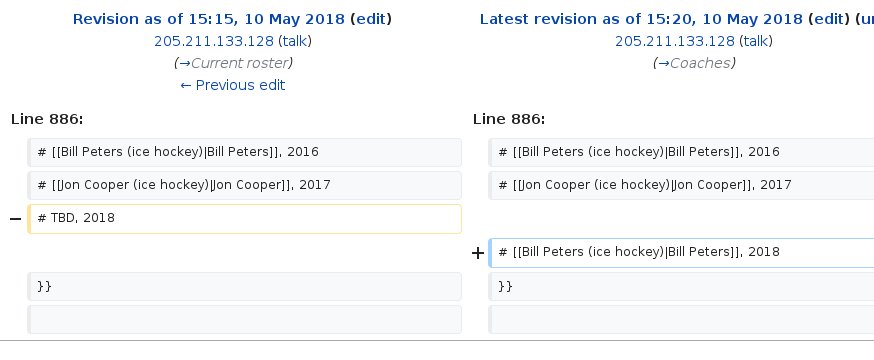 Revision as of 15:15, 10 May 2018 (edit)
205.211.133.128 (talk)
(→Current roster)
← Previous edit
Latest revision as of 15:20, 10 May 2018 (edit) (u
205.211.133.128 (talk)
(→Coaches)
Line 886:
Line 886:
# [[Bill Peters (ice hockey)|Bill Peters]], 2016
# [[Bill Peters (ice hockey)|Bill Peters]], 2016
# [[Jon Cooper (ice hockey)|Jon Cooper]], 2017
# [[Jon Cooper (ice hockey)|Jon Cooper]], 2017
− # TBD, 2018
+ # [[Bill Peters (ice hockey)|Bill Peters]], 2018
}}
}}